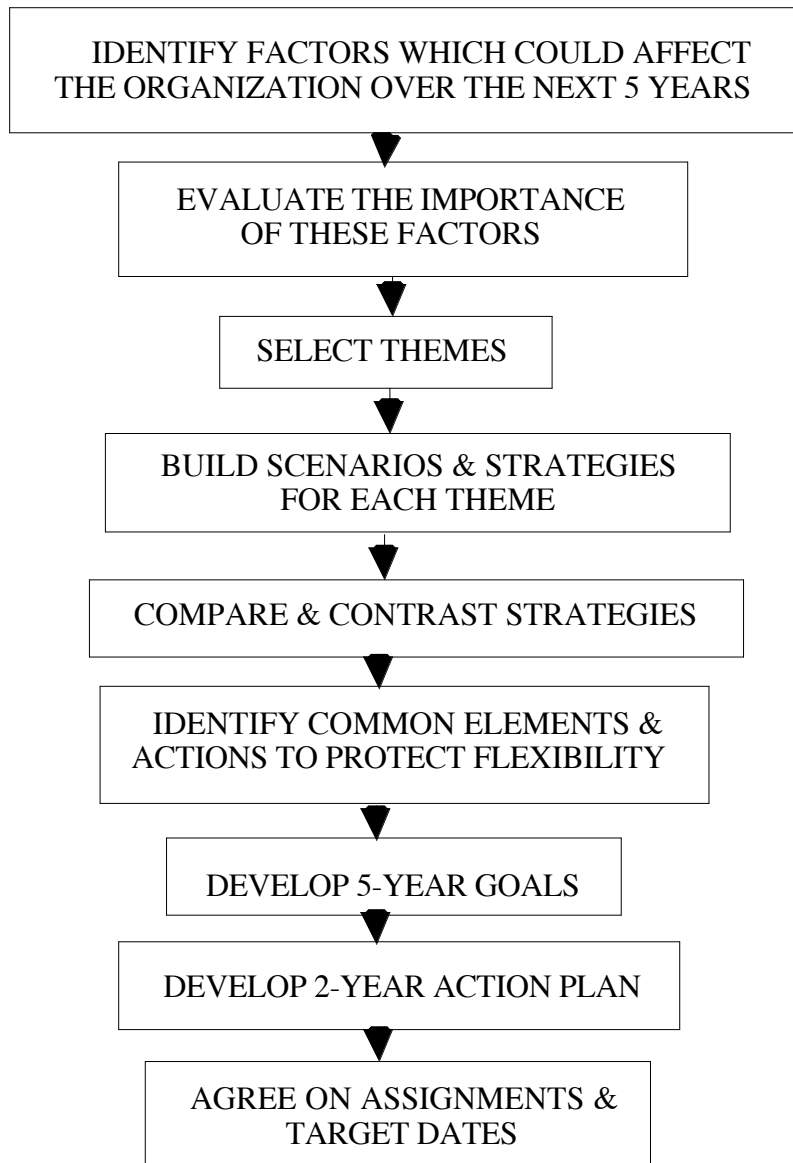 IDENTIFY FACTORS WHICH COULD AFFECT
THE ORGANIZATION OVER THE NEXT 5 YEARS
EVALUATE THE IMPORTANCE
OF THESE FACTORS
SELECT THEMES
BUILD SCENARIOS & STRATEGIES
FOR EACH THEME
COMPARE & CONTRAST STRATEGIES
IDENTIFY COMMON ELEMENTS &
ACTIONS TO PROTECT FLEXIBILITY
DEVELOP 5-YEAR GOALS
DEVELOP 2-YEAR ACTION PLAN
AGREE ON ASSIGNMENTS &
TARGET DATES